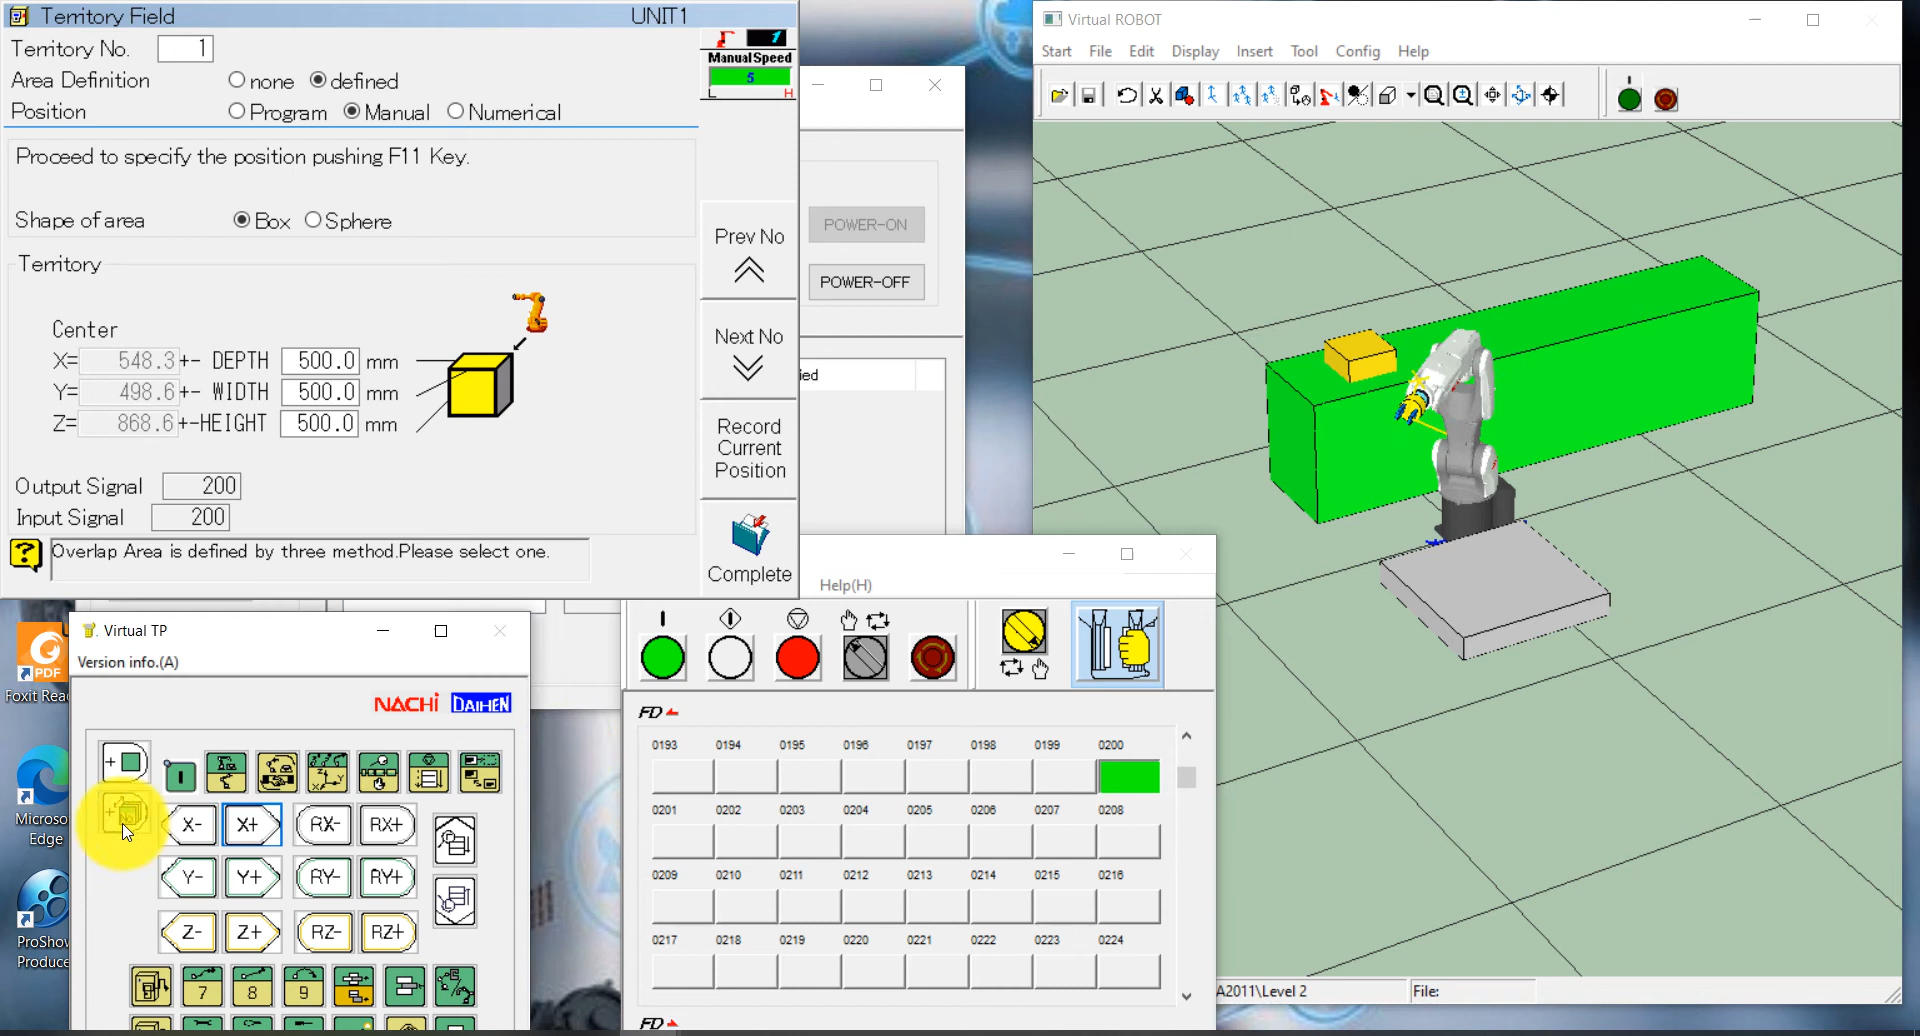 Territory Field UNIT1
Territory No. 1
Area Definition none defined
Position Program Manual Numerical
Proceed to specify the position pushing F11 Key.
Shape of area Box Sphere
Territory
Center
X= 548.3 +- DEPTH 500.0 mm
Y= 498.6 +- WIDTH 500.0 mm
Z= 868.6 +-HEIGHT 500.0 mm
Output Signal 200
Input Signal 200
Overlap Area is defined by three method.Please select one.
1
Manual Speed
5
L H
Prev No
Next No
Record
Current
Position
Complete
POWER-ON
POWER-OFF
ied
Virtual ROBOT
Start File Edit Display Insert Tool Config Help
A2011\Level 2 File:
Help(H)
FD
0193 0194 0195 0196 0197 0198 0199 0200
0201 0202 0203 0204 0205 0206 0207 0208
0209 0210 0211 0212 0213 0214 0215 0216
0217 0218 0219 0220 0221 0222 0223 0224
FD
Virtual TP
Version info.(A)
NACHi DAIHEN
X- X+ RX- RX+
Y- Y+ RY- RY+
Z- Z+ RZ- RZ+
7 8 9
PDF
Foxit Rea
Microso
Edge
ProShov
Produce